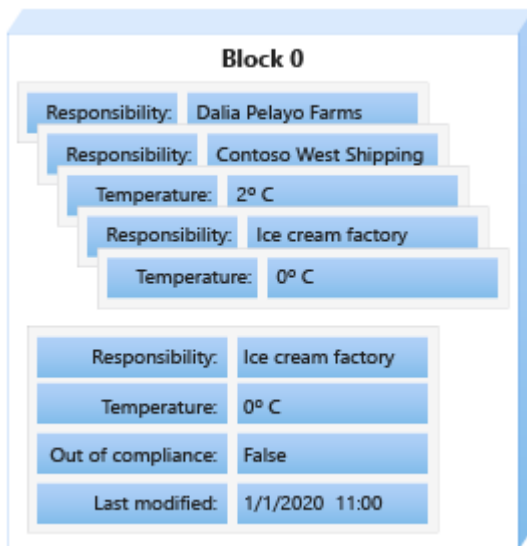 Block 0
Responsibility: Dalia Pelayo Farms
Responsibility: Contoso West Shipping
Temperature: 2º C
Responsibility: Ice cream factory
Temperature: 0º C
Responsibility: Ice cream factory
Temperature: 0º C
Out of compliance: False
Last modified: 1/1/2020 11:00